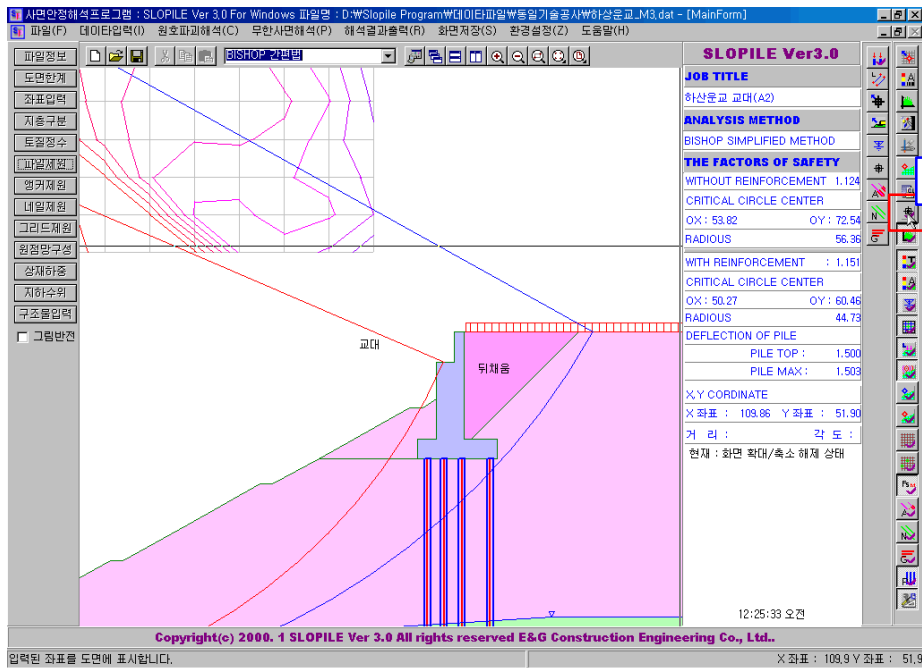 사면안정해석프로그램 : SLOPILE Ver 3,0 For Windows 파일명 : D:₩Slopile Program₩데이타파일₩동일기술공사₩하상운교_M3.dat - [MainForm]
파일(F) 데이타입력(I) 원호파괴해석(C) 무한사면해석(P) 해석결과출력(R) 화면저장(S) 환경설정(Z) 도움말(H)
파일정보
BISHOP 간편법
도면한계
좌표입력
지층구분
토질정수
파일제원
앵커제원
네일제원
그리드제원
원점망구성
상재하중
지하수위
구조물입력
그림반전
교대
뒤채움
SLOPILE Ver3.0
JOB TITLE
하산운교 교대(A2)
ANALYSIS METHOD
BISHOP SIMPLIFIED METHOD
THE FACTORS OF SAFETY
WITHOUT REINFORCEMENT 1.124
CRITICAL CIRCLE CENTER
OX: 53.82 OY: 72.54
RADIOUS 56.36
WITH REINFORCEMENT : 1.151
CRITICAL CIRCLE CENTER
OX: 50.27 OY: 60.46
RADIOUS 44.73
DEFLECTION OF PILE
PILE TOP : 1.500
PILE MAX : 1.503
X,Y CORDINATE
X 좌표 : 109.86 Y 좌표 : 51.90
거 리 : 각 도 :
현재 : 화면 확대/축소 해제 상태
12:25:33 오전
Copyright(c) 2000. 1 SLOPILE Ver 3.0 All rights reserved E&G Construction Engineering Co., Ltd..
입력된 좌표를 도면에 표시합니다.
X 좌표 : 109,9 Y 좌표 : 51,9